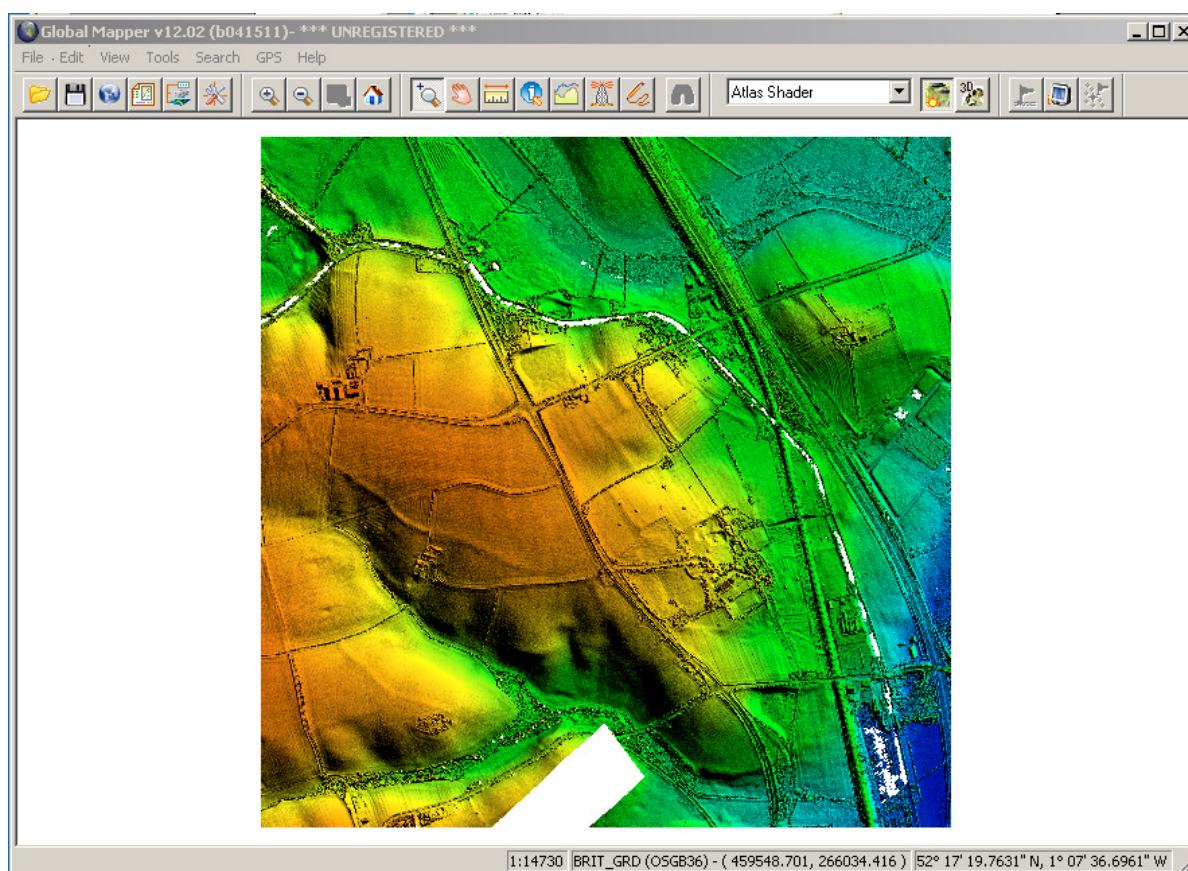 Global Mapper v12.02 (b041511)- *** UNREGISTERED ***
File Edit View Tools Search GPS Help
Atlas Shader
3D
1:14730 BRIT_GRD (OSGB36) - ( 459548.701, 266034.416 ) 52° 17' 19.7631" N, 1° 07' 36.6961" W